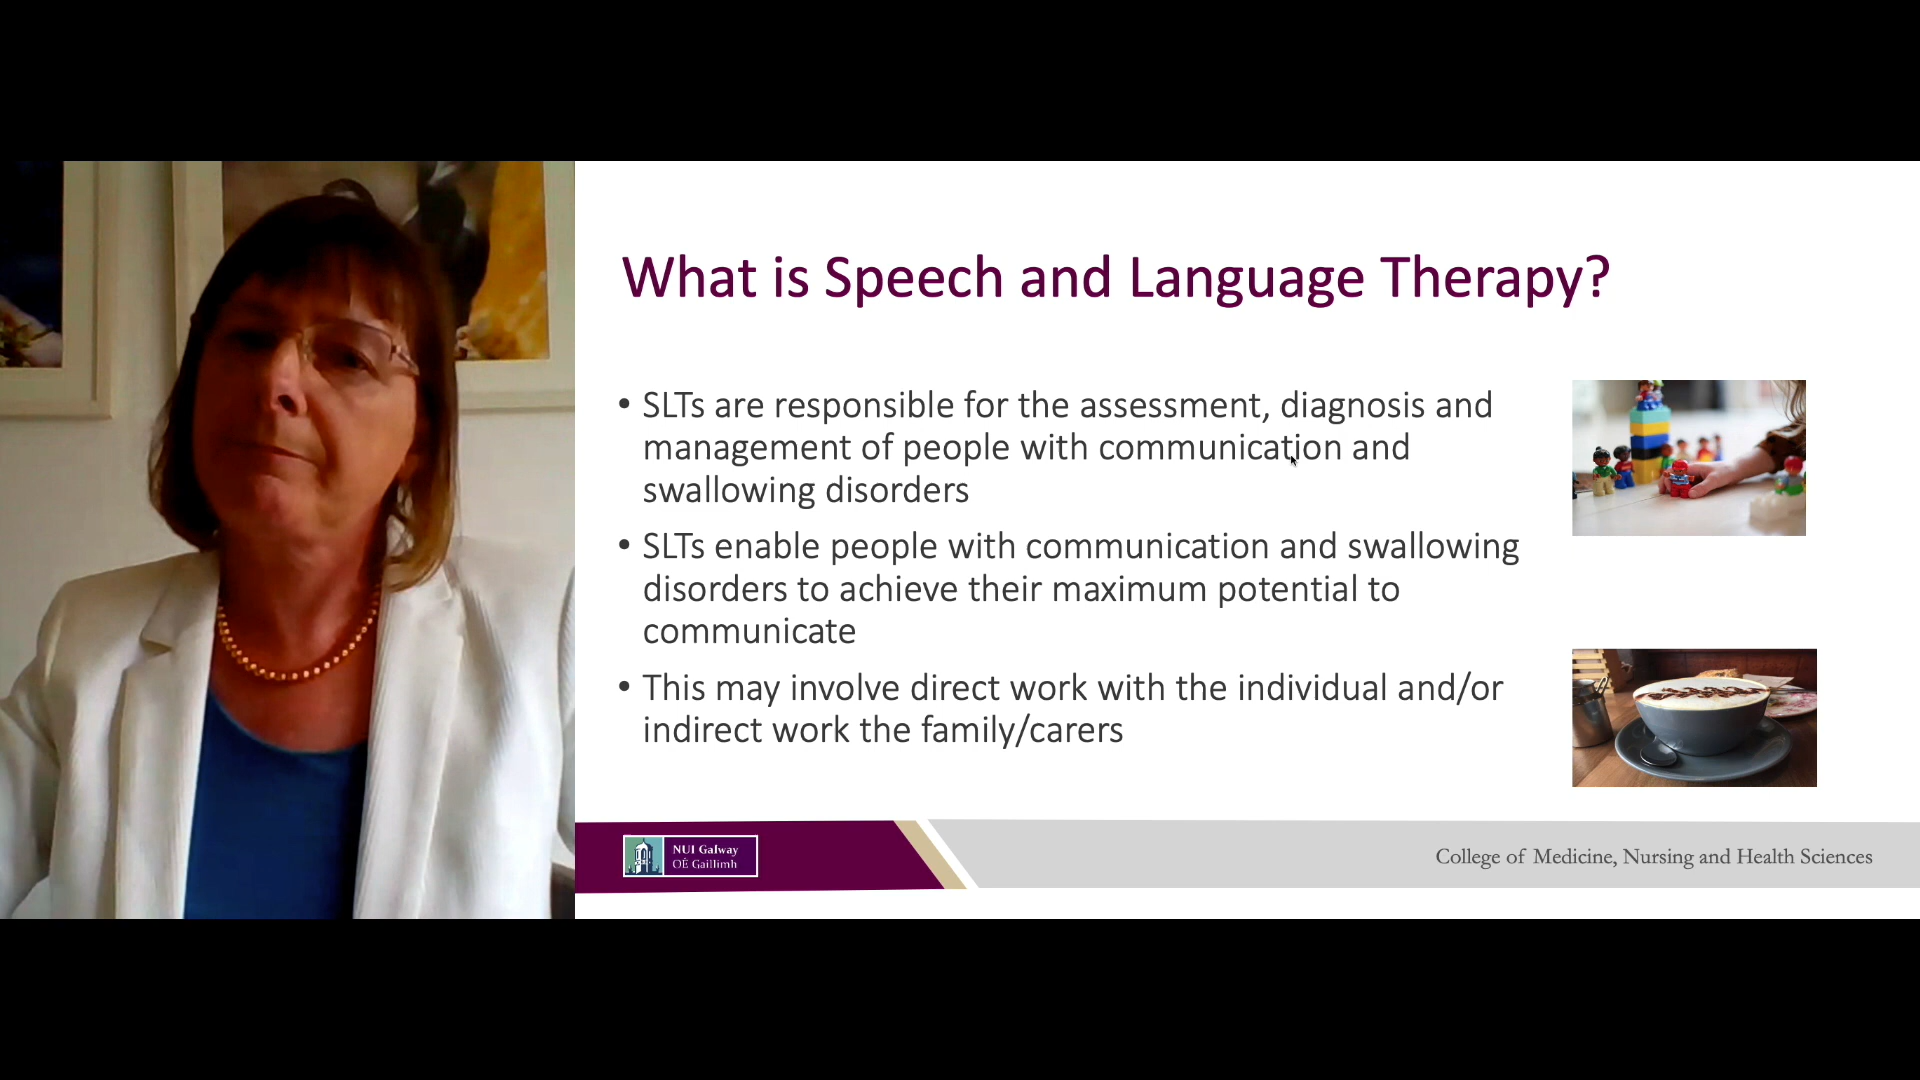 What is Speech and Language Therapy?
• SLTs are responsible for the assessment, diagnosis and
management of people with communication and
swallowing disorders
• SLTs enable people with communication and swallowing
disorders to achieve their maximum potential to
communicate
• This may involve direct work with the individual and/or
indirect work the family/carers
NUI Galway
OÉ Gaillimh
College of Medicine, Nursing and Health Sciences